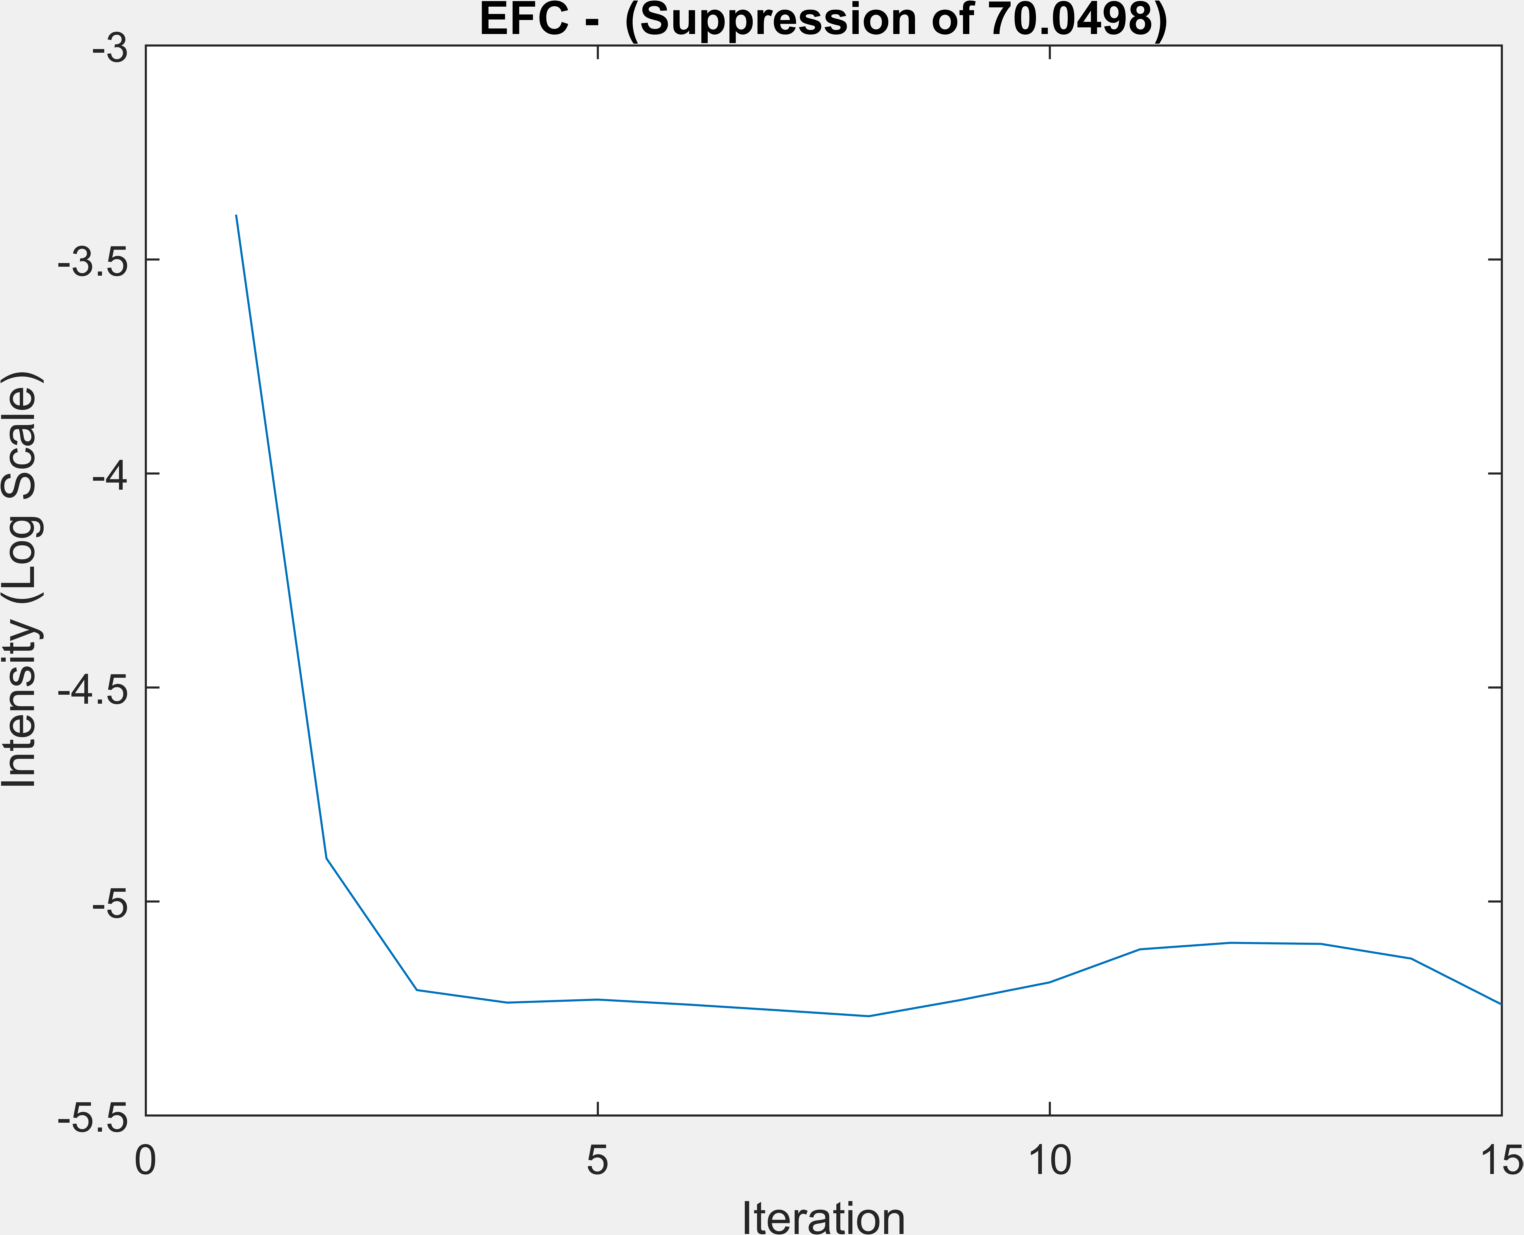 EFC -  (Suppression of 70.0498)
-3
-3.5
-4
-4.5
-5
-5.5
Intensity (Log Scale)
0 5 10 15
Iteration